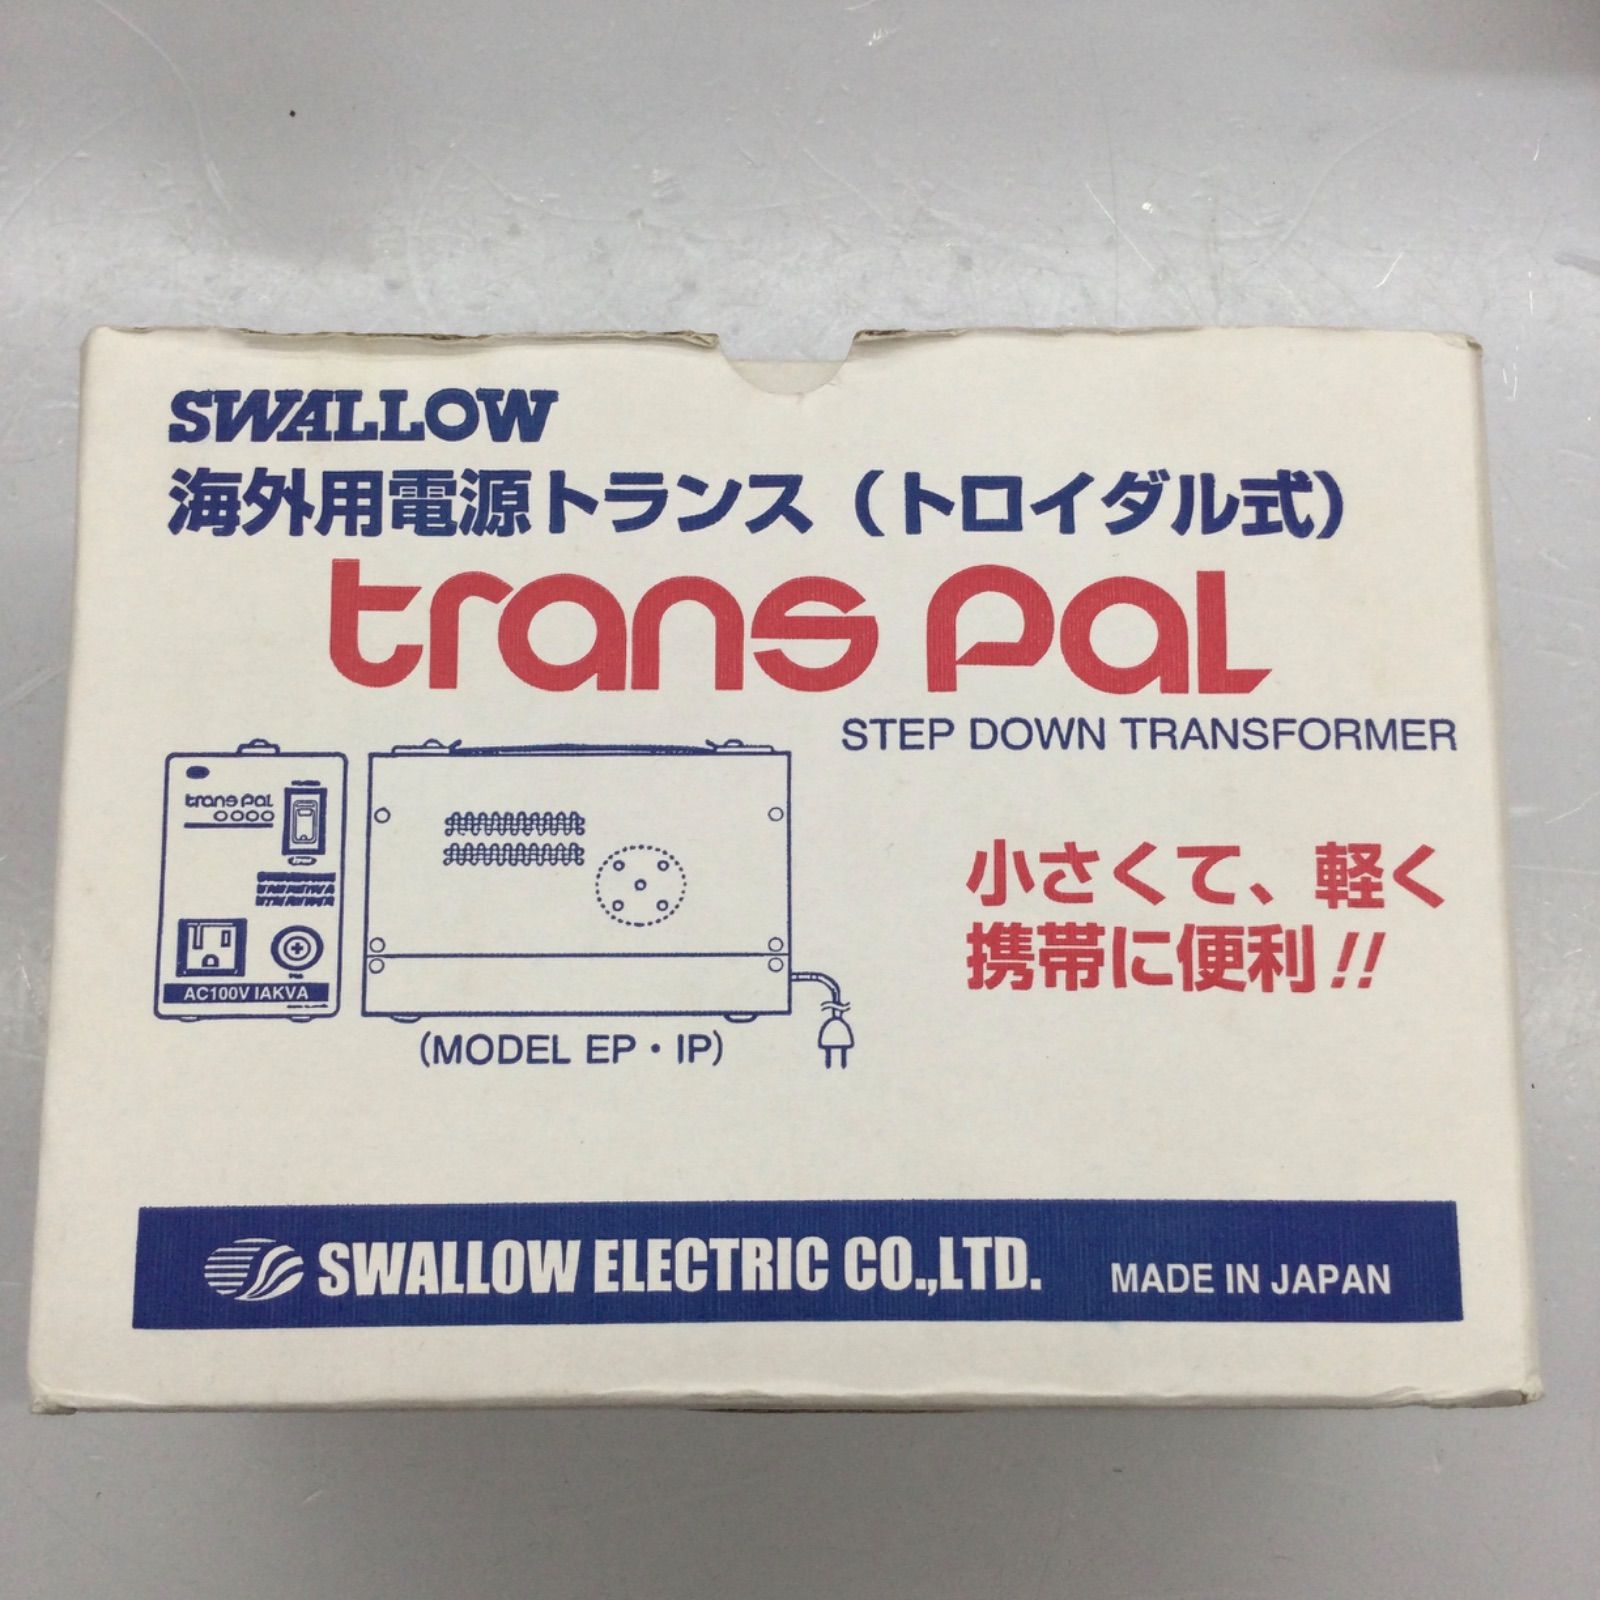 SWALLOW
海外用電源トランス（トロイダル式）
trans pal
STEP DOWN TRANSFORMER
trans pal
AC100V IAKVA
小さくて、軽く
携帯に便利!!
(MODEL EP・IP)
SWALLOW ELECTRIC CO.,LTD.
MADE IN JAPAN